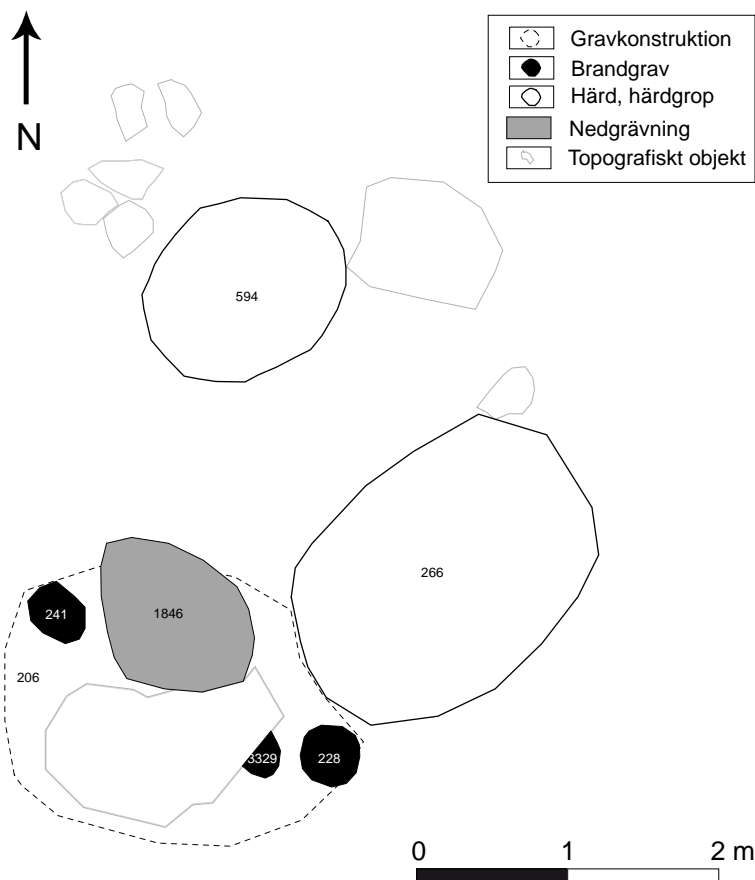 N
Gravkonstruktion
Brandgrav
Härd, härdgrop
Nedgrävning
Topografiskt objekt
594
266
241
1846
206
3329
228
0 1 2 m